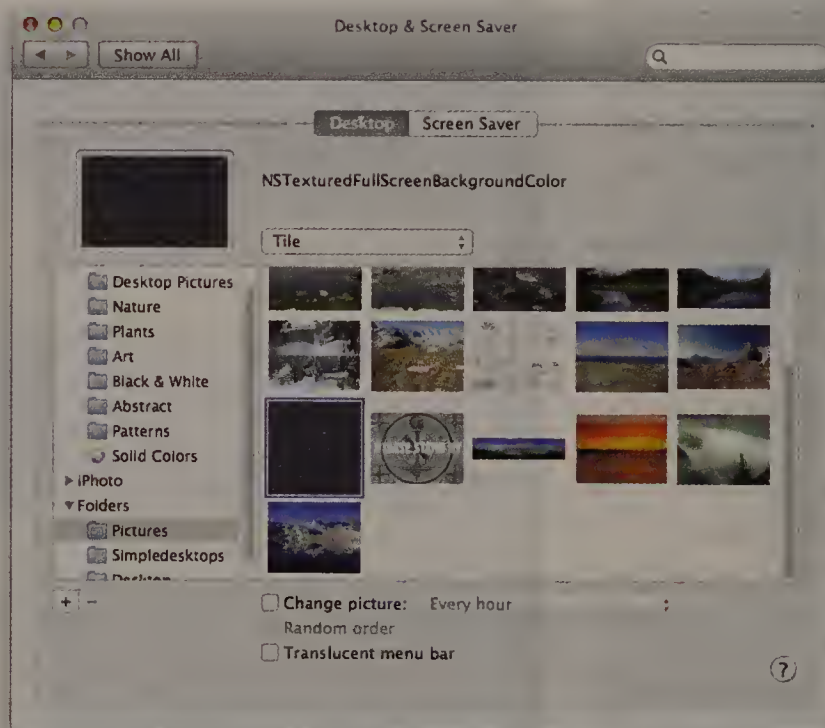 Desktop & Screen Saver
Show All
Desktop
Screen Saver
NSTexturedFullScreenBackgroundColor
Tile
Desktop Pictures
Nature
Plants
Art
Black & White
Abstract
Patterns
Solid Colors
iPhoto
Folders
Pictures
Simpledesktops
Desktop
+ −
Change picture: Every hour
Random order
Translucent menu bar
?